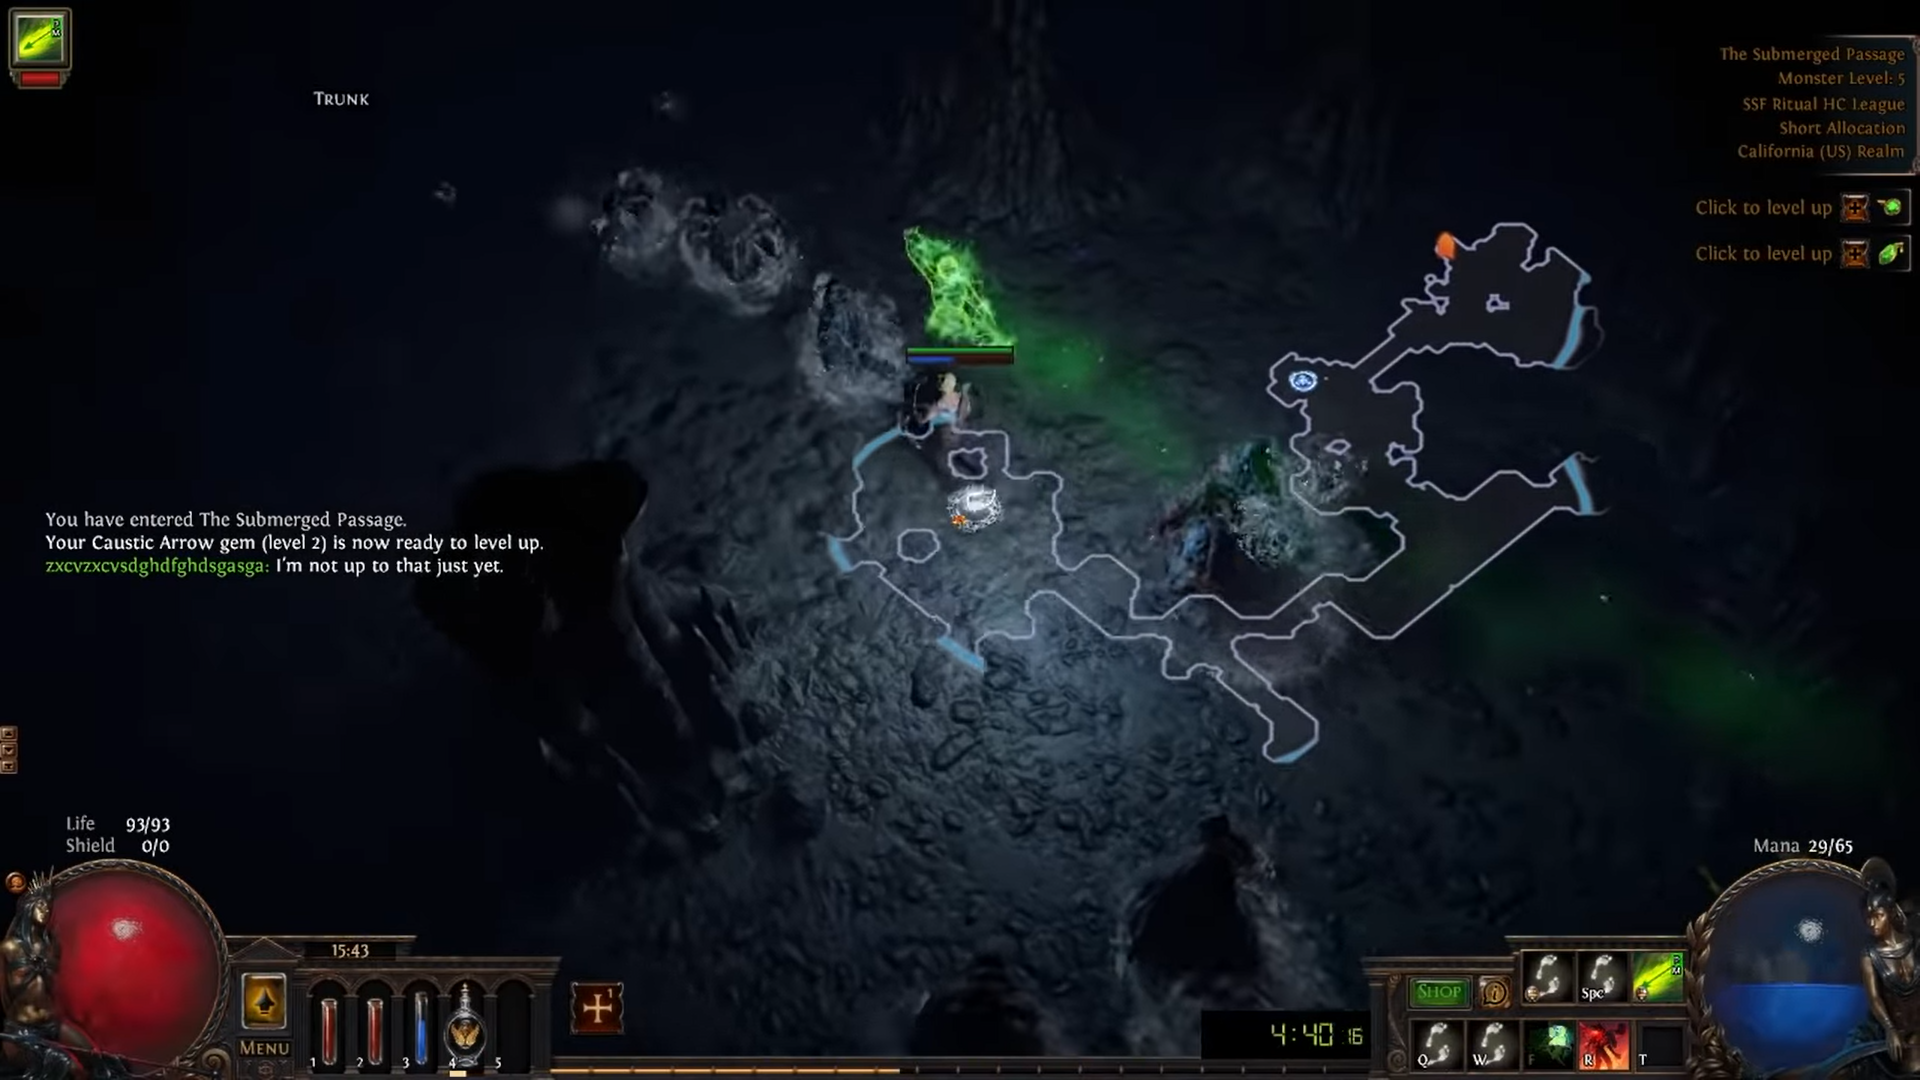 TRUNK
The Submerged Passage
Monster Level: 5
SSF Ritual HC League
Short Allocation
California (US) Realm
Click to level up
Click to level up
You have entered The Submerged Passage.
Your Caustic Arrow gem (level 2) is now ready to level up.
zxcvzxcvsdghdfghdsgasga: I'm not up to that just yet.
Life 93/93
Shield 0/0
Mana 29/65
15:43
MENU
1 2 3 4 5
1
4:40 16
SHOP
Spc
Q W F R T